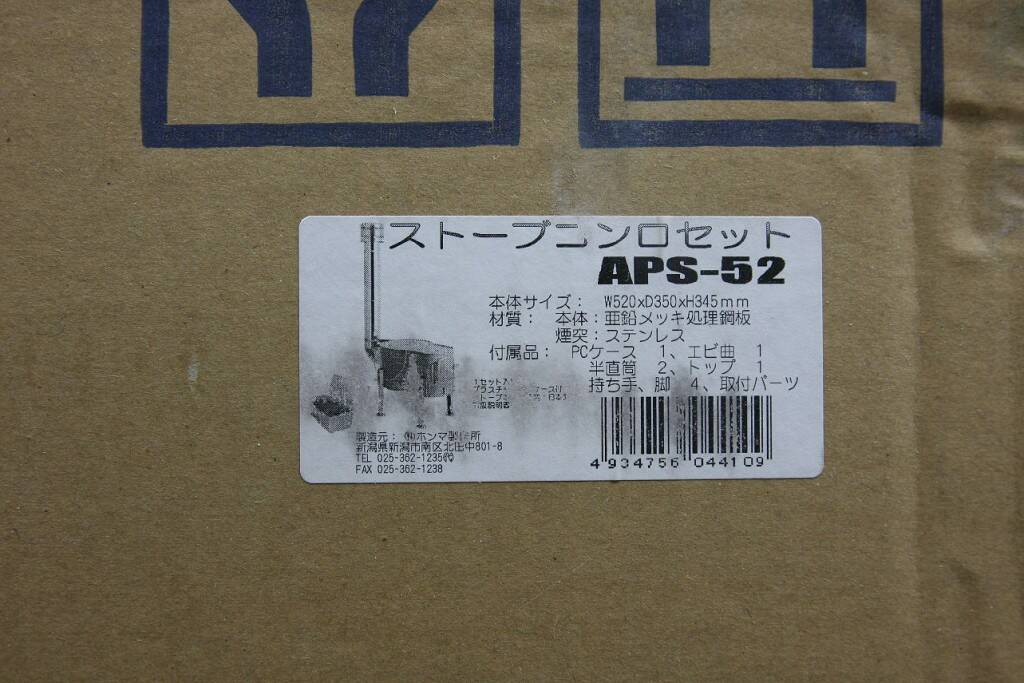 ストーブコンロセット
APS-52
本体サイズ: W520xD350xH345mm
材質: 本体:亜鉛メッキ処理鋼板
煙突:ステンレス
付属品: PCケース 1、エビ曲 1
半直筒 2、トップ 1
持ち手、脚 4、取付パーツ
製造元: ㈱ホンマ製 所
新潟県新潟市南区北田中801-8
TEL 025-362-1235㈹
FAX 025-362-1238
4 934756 044109